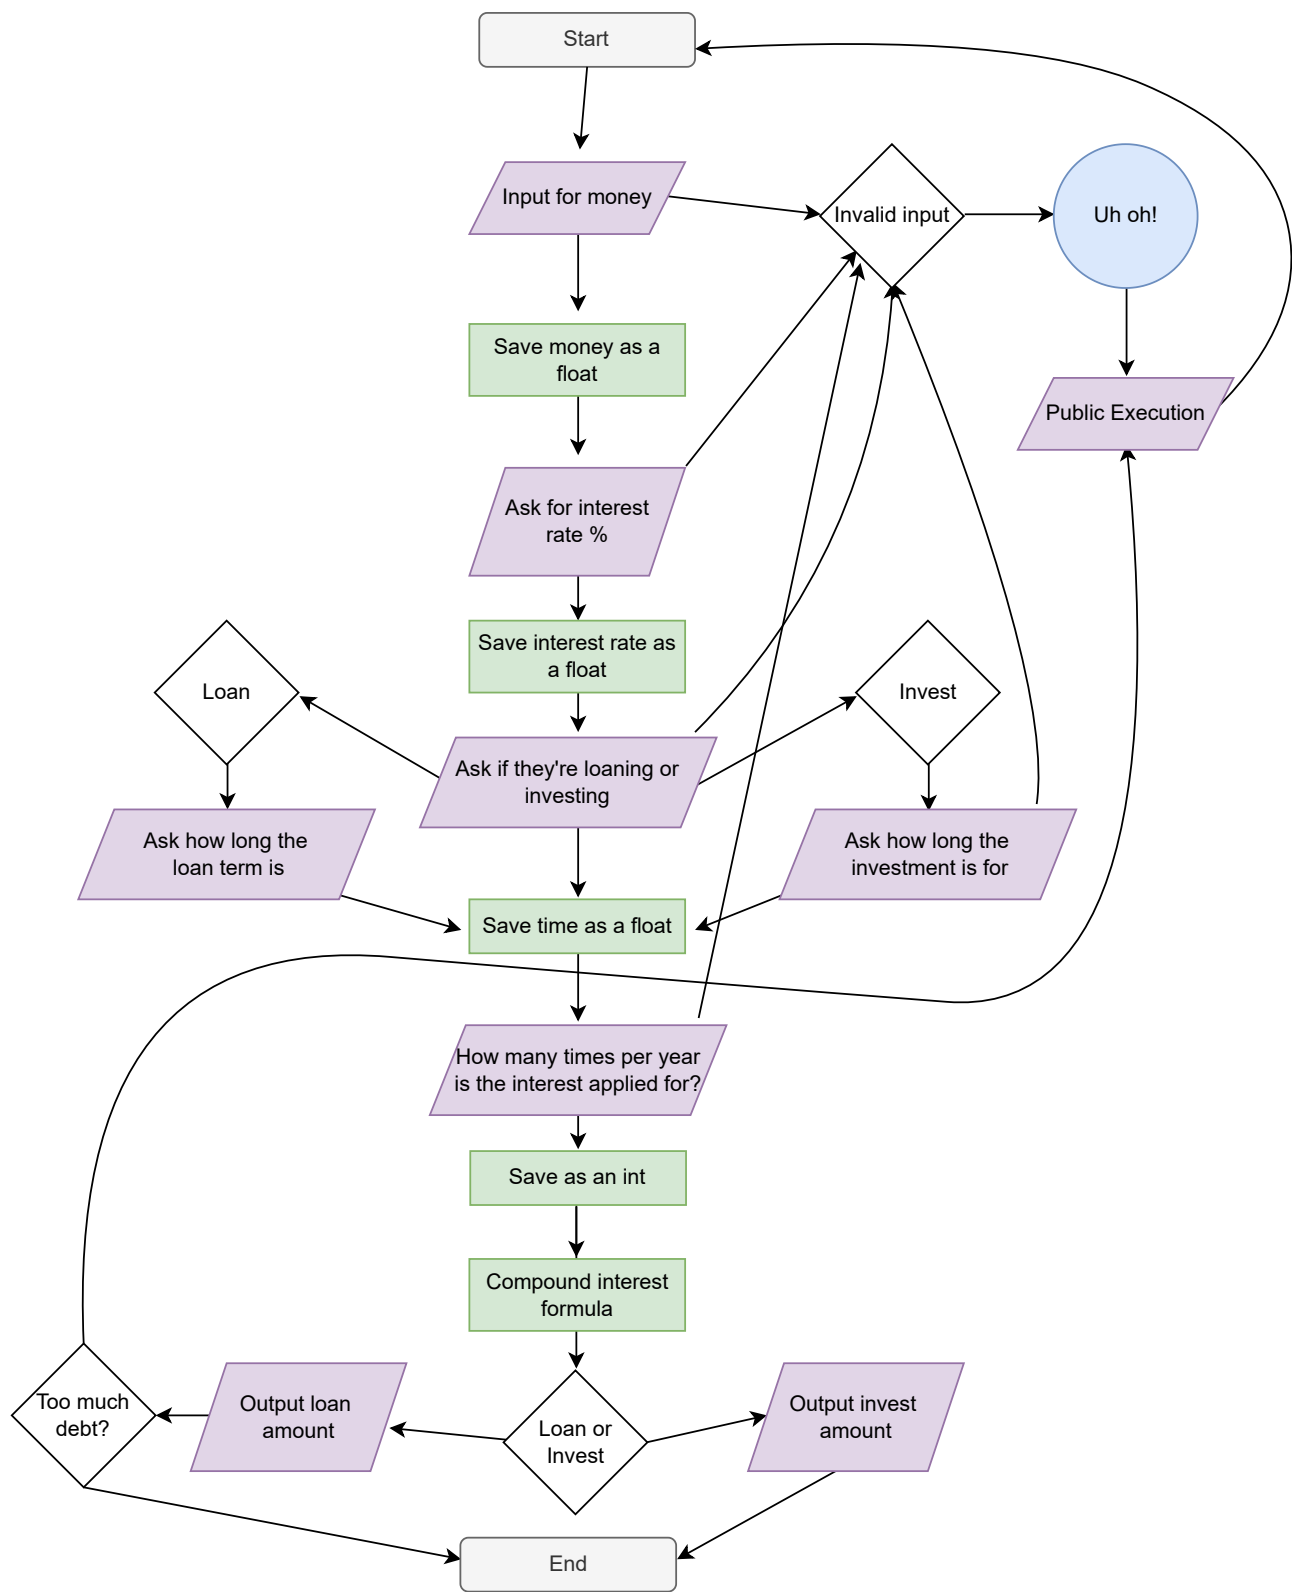 Start
Input for money
Invalid input
Uh oh!
Save money as a
float
Public Execution
Ask for interest
rate %
Save interest rate as
a float
Loan
Invest
Ask if they're loaning or
investing
Ask how long the
loan term is
Ask how long the
investment is for
Save time as a float
How many times per year
is the interest applied for?
Save as an int
Compound interest
formula
Too much
debt?
Output loan
amount
Loan or
Invest
Output invest
amount
End